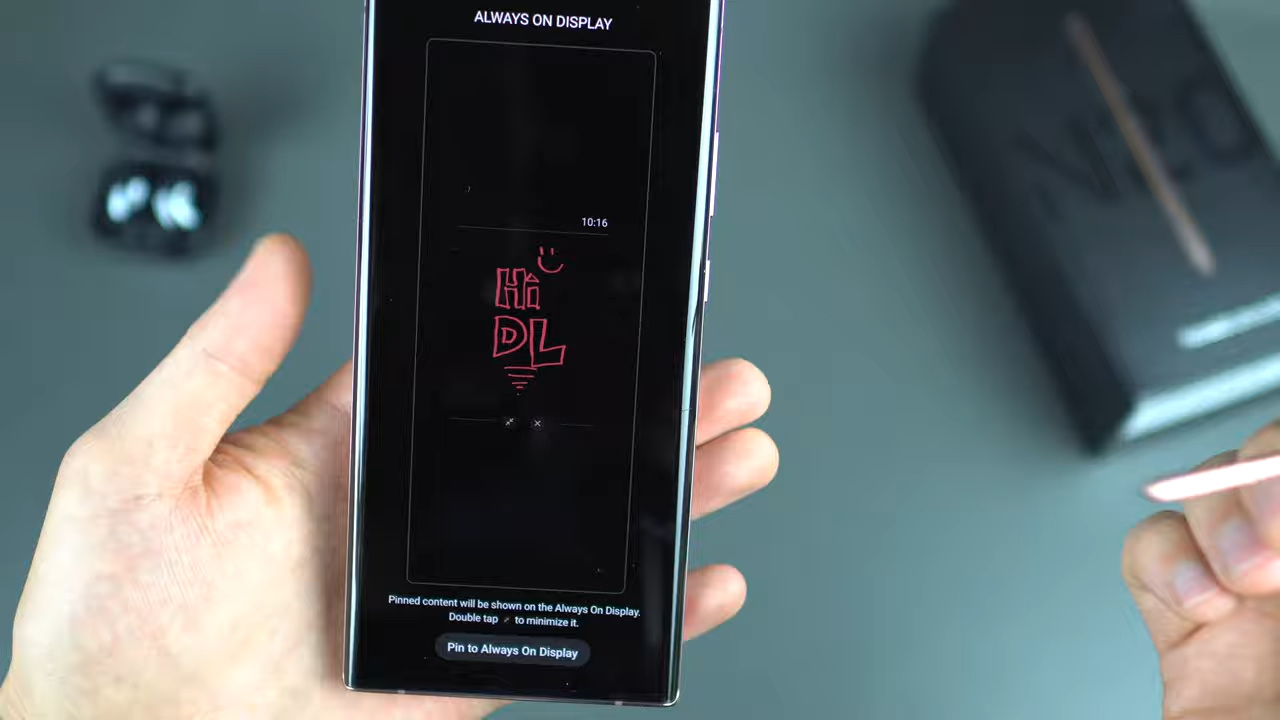 ALWAYS ON DISPLAY
10:16
Hi
DL
Pinned content will be shown on the Always On Display.
Double tap to minimize it.
Pin to Always On Display